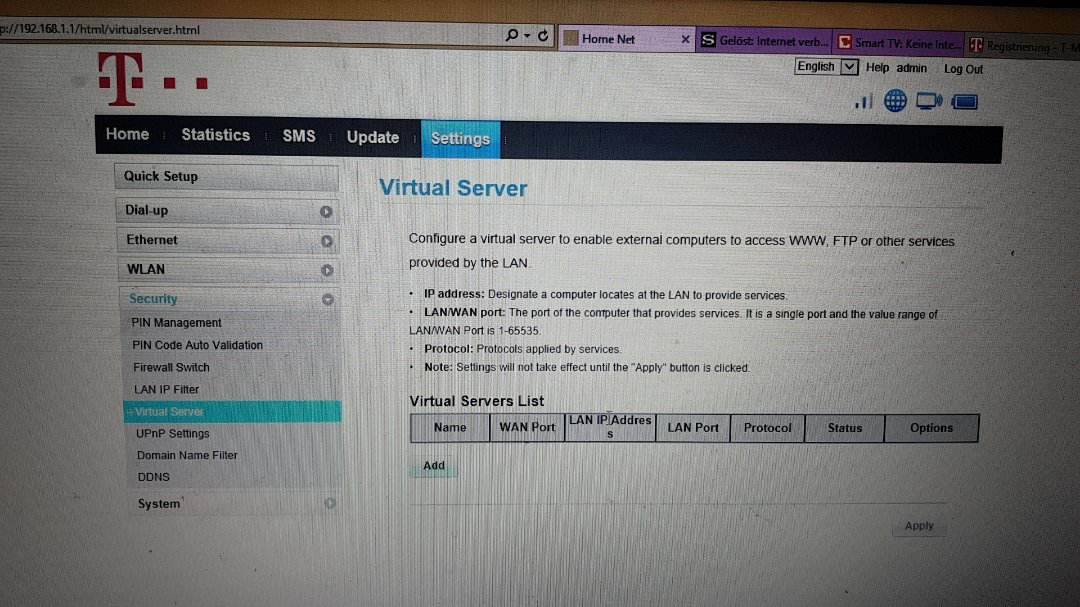 p://192.168.1.1/html/virtualserver.html
Home Net
Gelöst: Internet verb...
Smart TV: Keine Inte...
Registrierung - T-M
English Help admin Log Out
T
Home Statistics SMS Update Settings
Quick Setup
Dial-up
Ethernet
WLAN
Security
PIN Management
PIN Code Auto Validation
Firewall Switch
LAN IP Filter
Virtual Server
UPnP Settings
Domain Name Filter
DDNS
System
Virtual Server
Configure a virtual server to enable external computers to access WWW, FTP or other services
provided by the LAN.
• IP address: Designate a computer locates at the LAN to provide services.
• LAN/WAN port: The port of the computer that provides services. It is a single port and the value range of
LAN/WAN Port is 1-65535.
• Protocol: Protocols applied by services.
• Note: Settings will not take effect until the "Apply" button is clicked.
Virtual Servers List
Name WAN Port LAN IP Addres
s LAN Port Protocol Status Options
Add
Apply